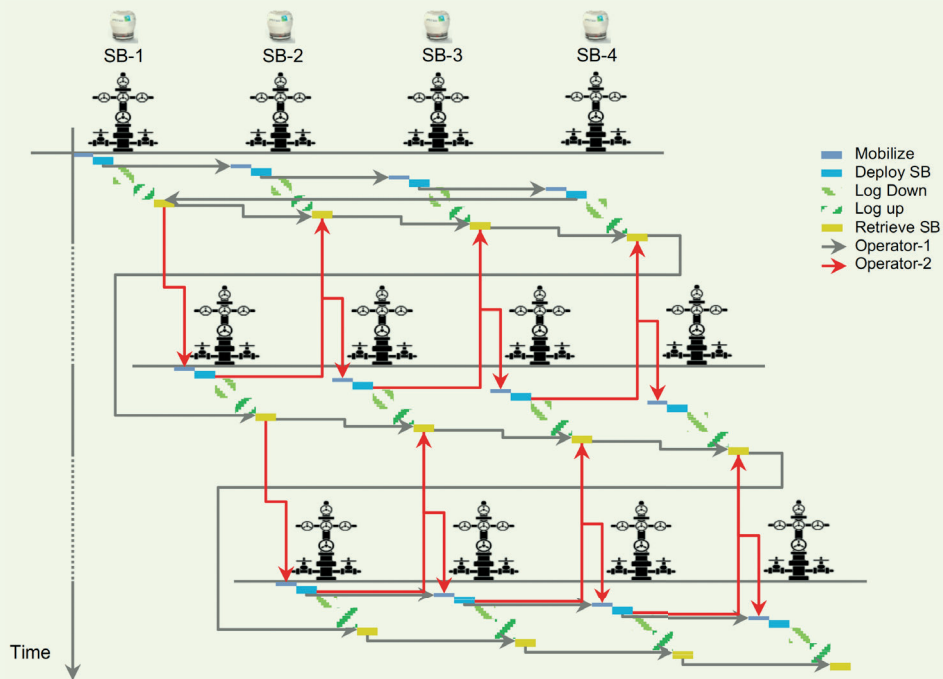 SB-1
SB-2
SB-3
SB-4
Mobilize
Deploy SB
Log Down
Log up
Retrieve SB
Operator-1
Operator-2
Time